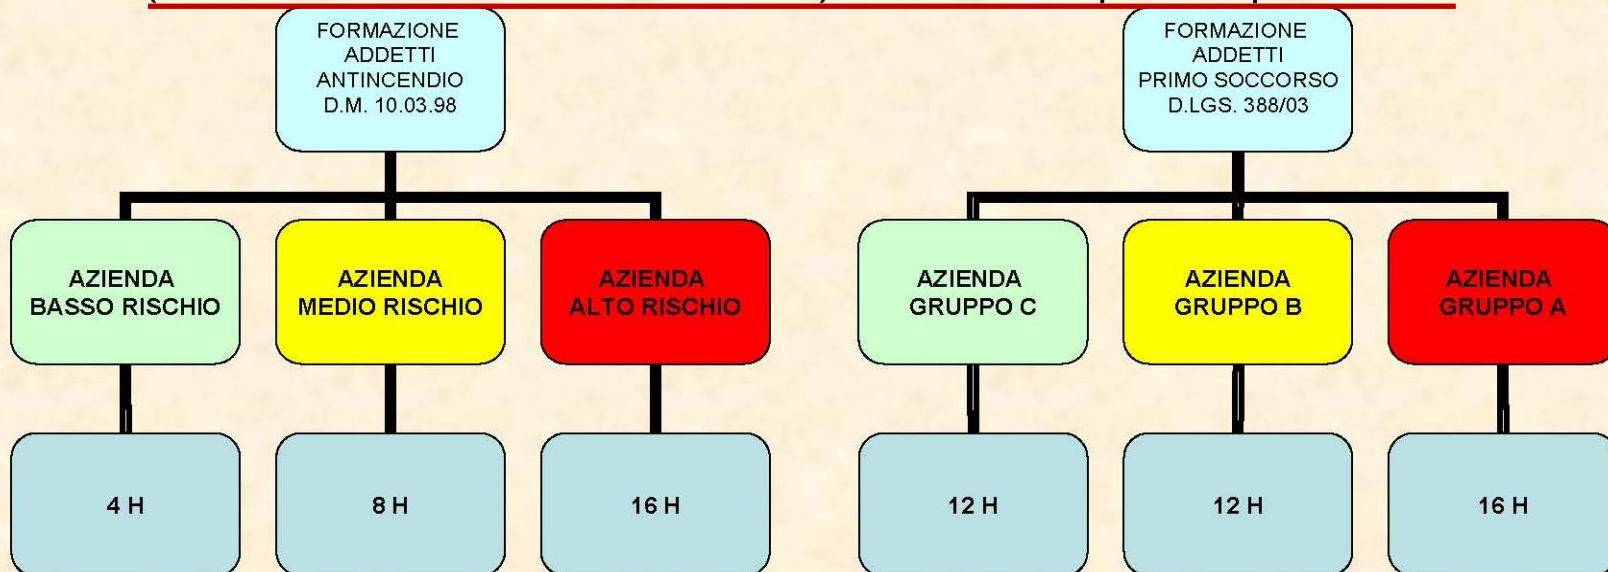 FORMAZIONE
ADDETTI
ANTINCENDIO
D.M. 10.03.98
FORMAZIONE
ADDETTI
PRIMO SOCCORSO
D.LGS. 388/03
AZIENDA
BASSO RISCHIO
AZIENDA
MEDIO RISCHIO
AZIENDA
ALTO RISCHIO
AZIENDA
GRUPPO C
AZIENDA
GRUPPO B
AZIENDA
GRUPPO A
4 H
8 H
16 H
12 H
12 H
16 H